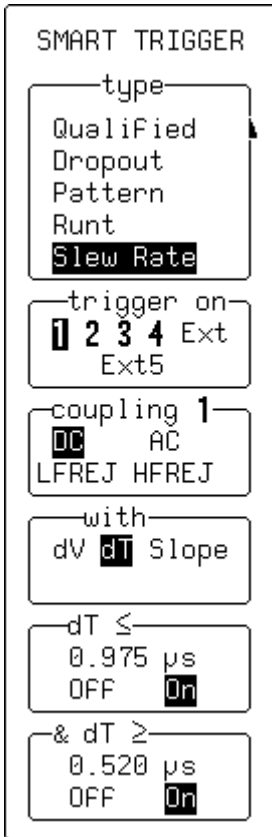 SMART TRIGGER
type
Qualified
Dropout
Pattern
Runt
Slew Rate
trigger on
1 2 3 4 Ext
Ext5
coupling 1
DC AC
LFREJ HFREJ
with
dV dT Slope
dT ≤
0.975 µs
OFF On
& dT ≥
0.520 µs
OFF On